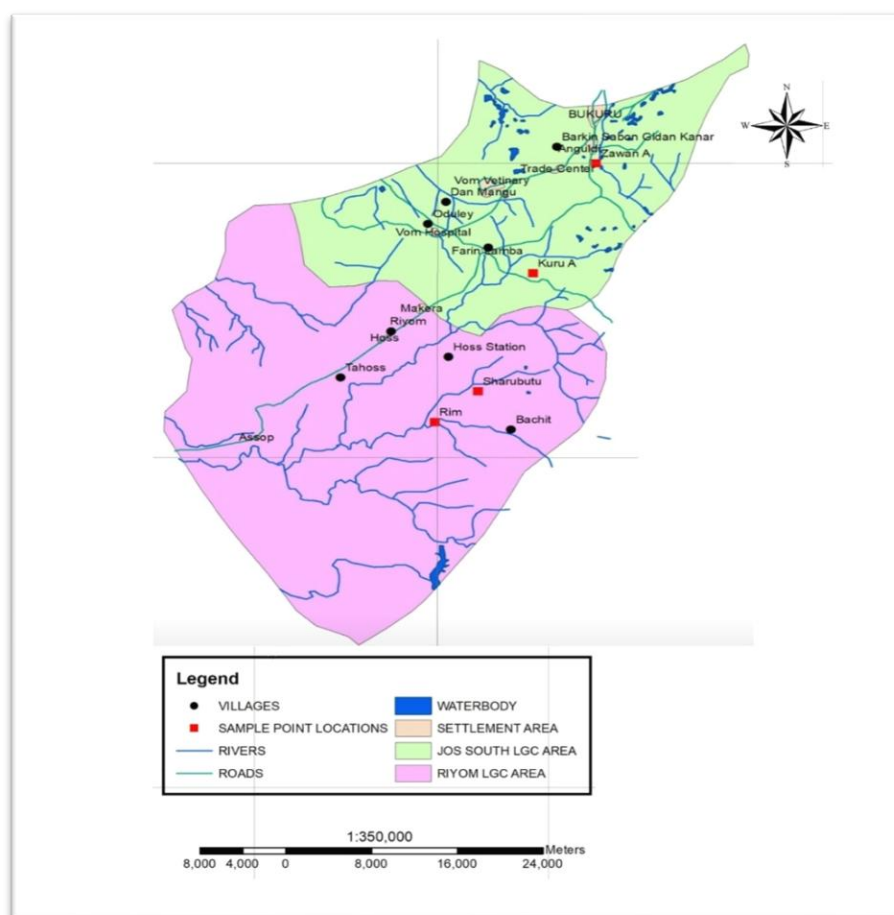 N
W
E
S
BUKURU
Barkin Sabon Gidan Kanar
Anguldi
Zawan A
Trade Center
Vom Vetinery
Dan Mangu
Oduley
Vom Hospital
Farin Lamba
Kuru A
Makera
Riyom
Hoss
Hoss Station
Tahoss
Sharubutu
Rim
Bachit
Assop
Legend
VILLAGES
WATERBODY
SAMPLE POINT LOCATIONS
SETTLEMENT AREA
RIVERS
JOS SOUTH LGC AREA
ROADS
RIYOM LGC AREA
1:350,000
Meters
8,000 4,000 0 8,000 16,000 24,000